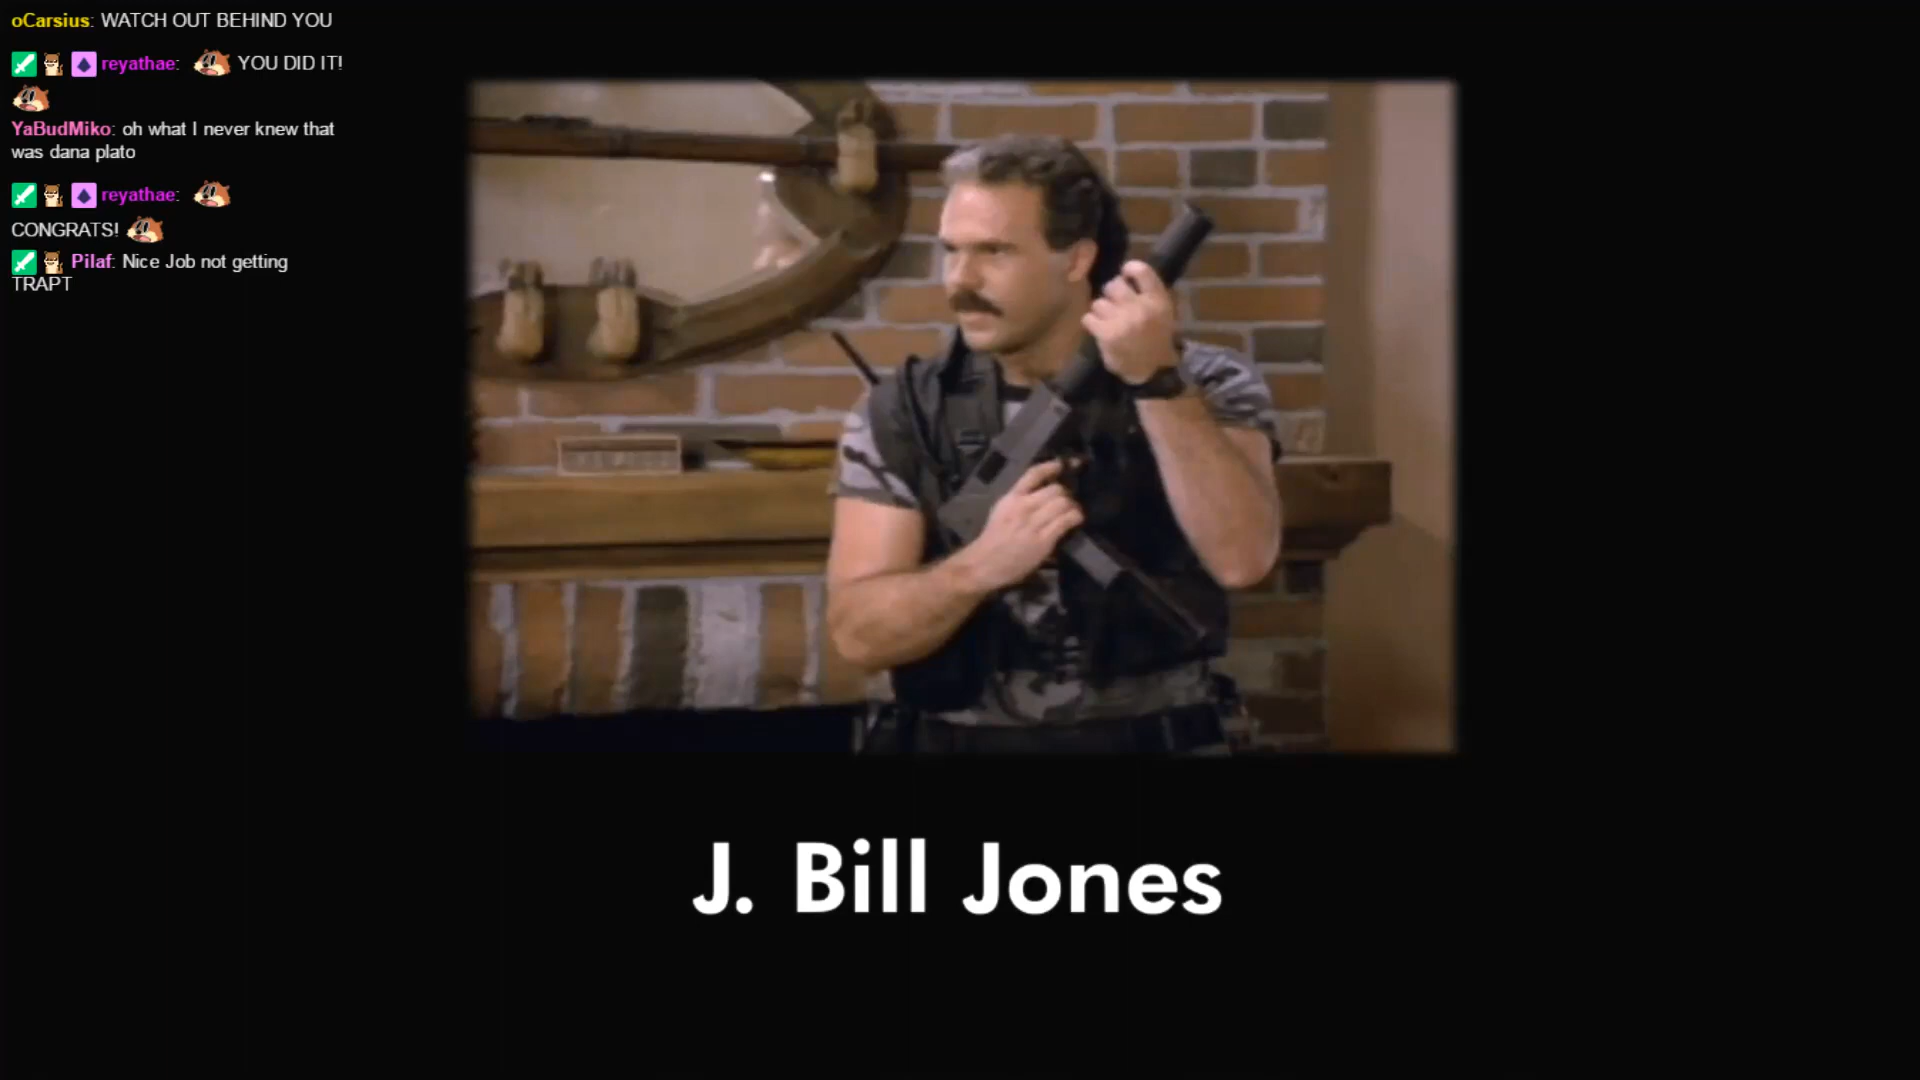 oCarsius: WATCH OUT BEHIND YOU
reyathae: YOU DID IT!
YaBudMiko: oh what I never knew that
was dana plato
reyathae:
CONGRATS!
Pilaf: Nice Job not getting
TRAPT
J. Bill Jones